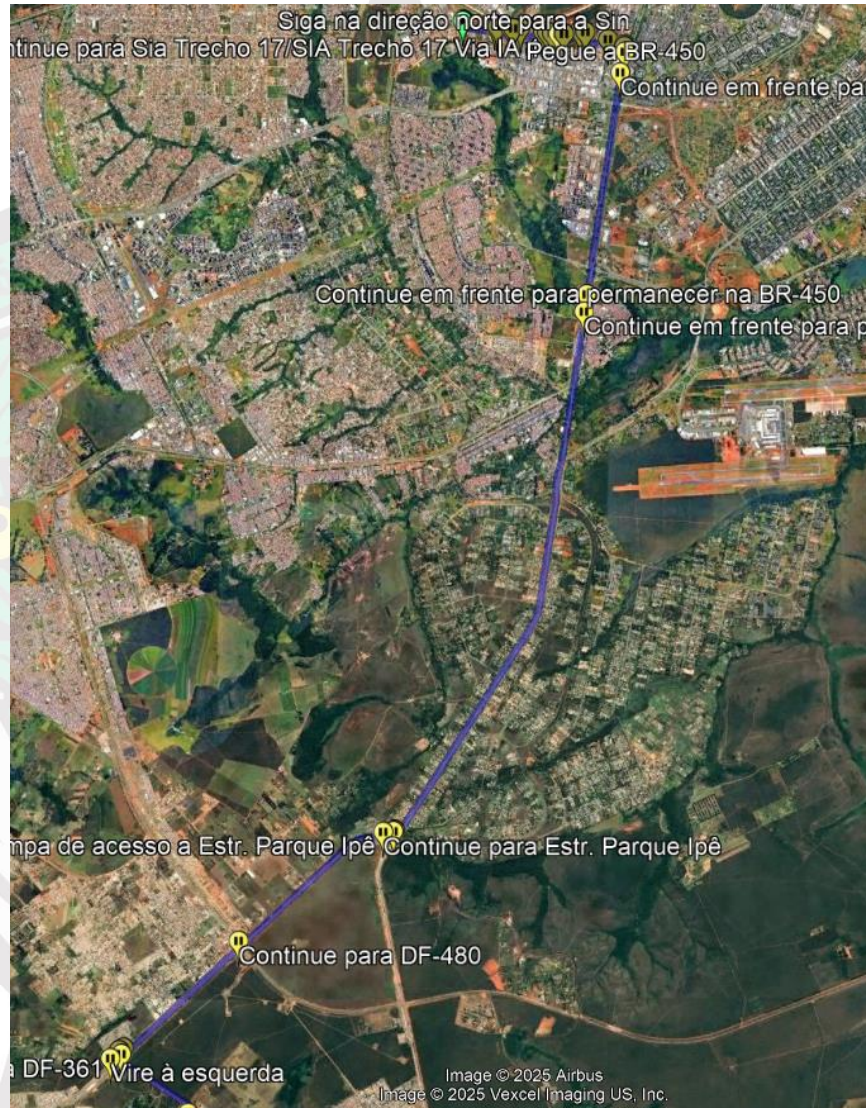 Siga na direção norte para a Sin
ntinue para Sia Trecho 17/SIA Trecho 17 Via IA
Pegue a BR-450
Continue em frente pa
Continue em frente para permanecer na BR-450
Continue em frente para p
mpa de acesso a Estr. Parque Ipê
Continue para Estr. Parque Ipê
Continue para DF-480
a DF-361
Vire à esquerda
Image © 2025 Airbus
Image © 2025 Vexcel Imaging US, Inc.